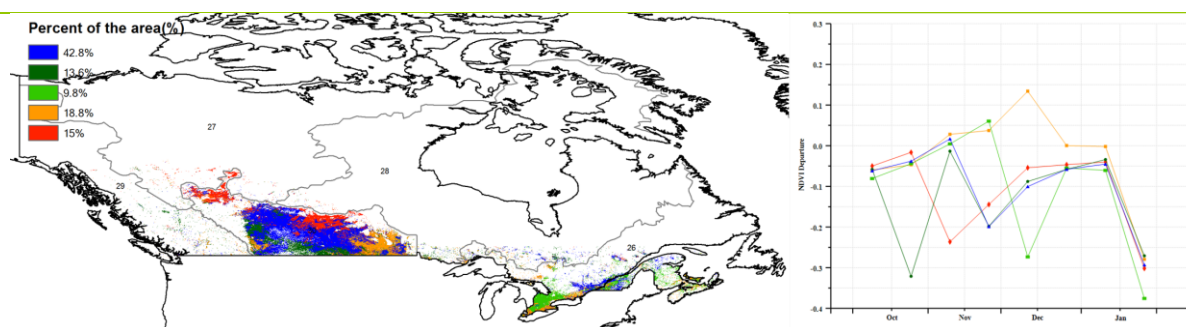 Percent of the area(%)
42.8%
13.6%
9.8%
18.8%
15%
27
28
29
26
0.3
0.2
0.1
0.0
-0.1
-0.2
-0.3
-0.4
NDVI Departure
Oct
Nov
Dec
Jan